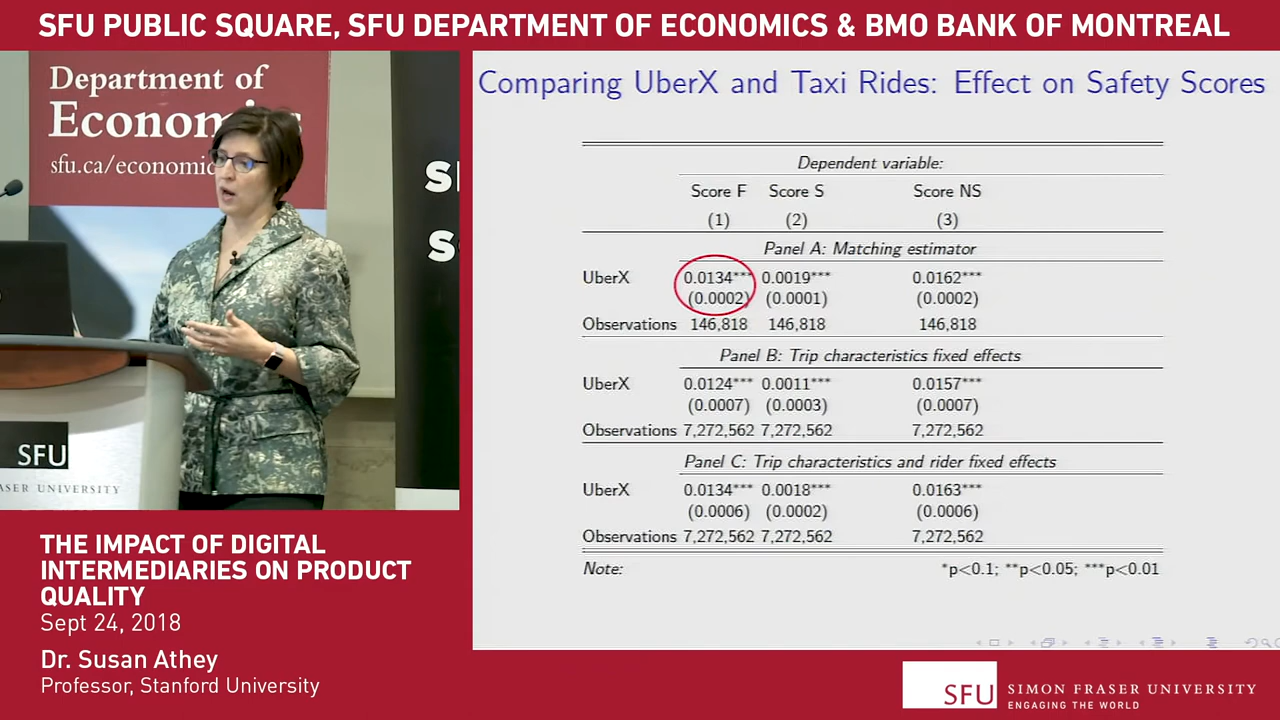 SFU PUBLIC SQUARE, SFU DEPARTMENT OF ECONOMICS & BMO BANK OF MONTREAL
Department of
Econom
sfu.ca/economic
S
S
SFU
ASER UNIVERSITY
Comparing UberX and Taxi Rides: Effect on Safety Scores
Dependent variable:
Score F Score S Score NS
(1) (2) (3)
Panel A: Matching estimator
UberX 0.0134*** 0.0019*** 0.0162***
(0.0002) (0.0001) (0.0002)
Observations 146,818 146,818 146,818
Panel B: Trip characteristics fixed effects
UberX 0.0124*** 0.0011*** 0.0157***
(0.0007) (0.0003) (0.0007)
Observations 7,272,562 7,272,562 7,272,562
Panel C: Trip characteristics and rider fixed effects
UberX 0.0134*** 0.0018*** 0.0163***
(0.0006) (0.0002) (0.0006)
Observations 7,272,562 7,272,562 7,272,562
Note: *p<0.1; **p<0.05; ***p<0.01
THE IMPACT OF DIGITAL
INTERMEDIARIES ON PRODUCT
QUALITY
Sept 24, 2018
Dr. Susan Athey
Professor, Stanford University
SFU
SIMON FRASER UNIVERSITY
ENGAGING THE WORLD